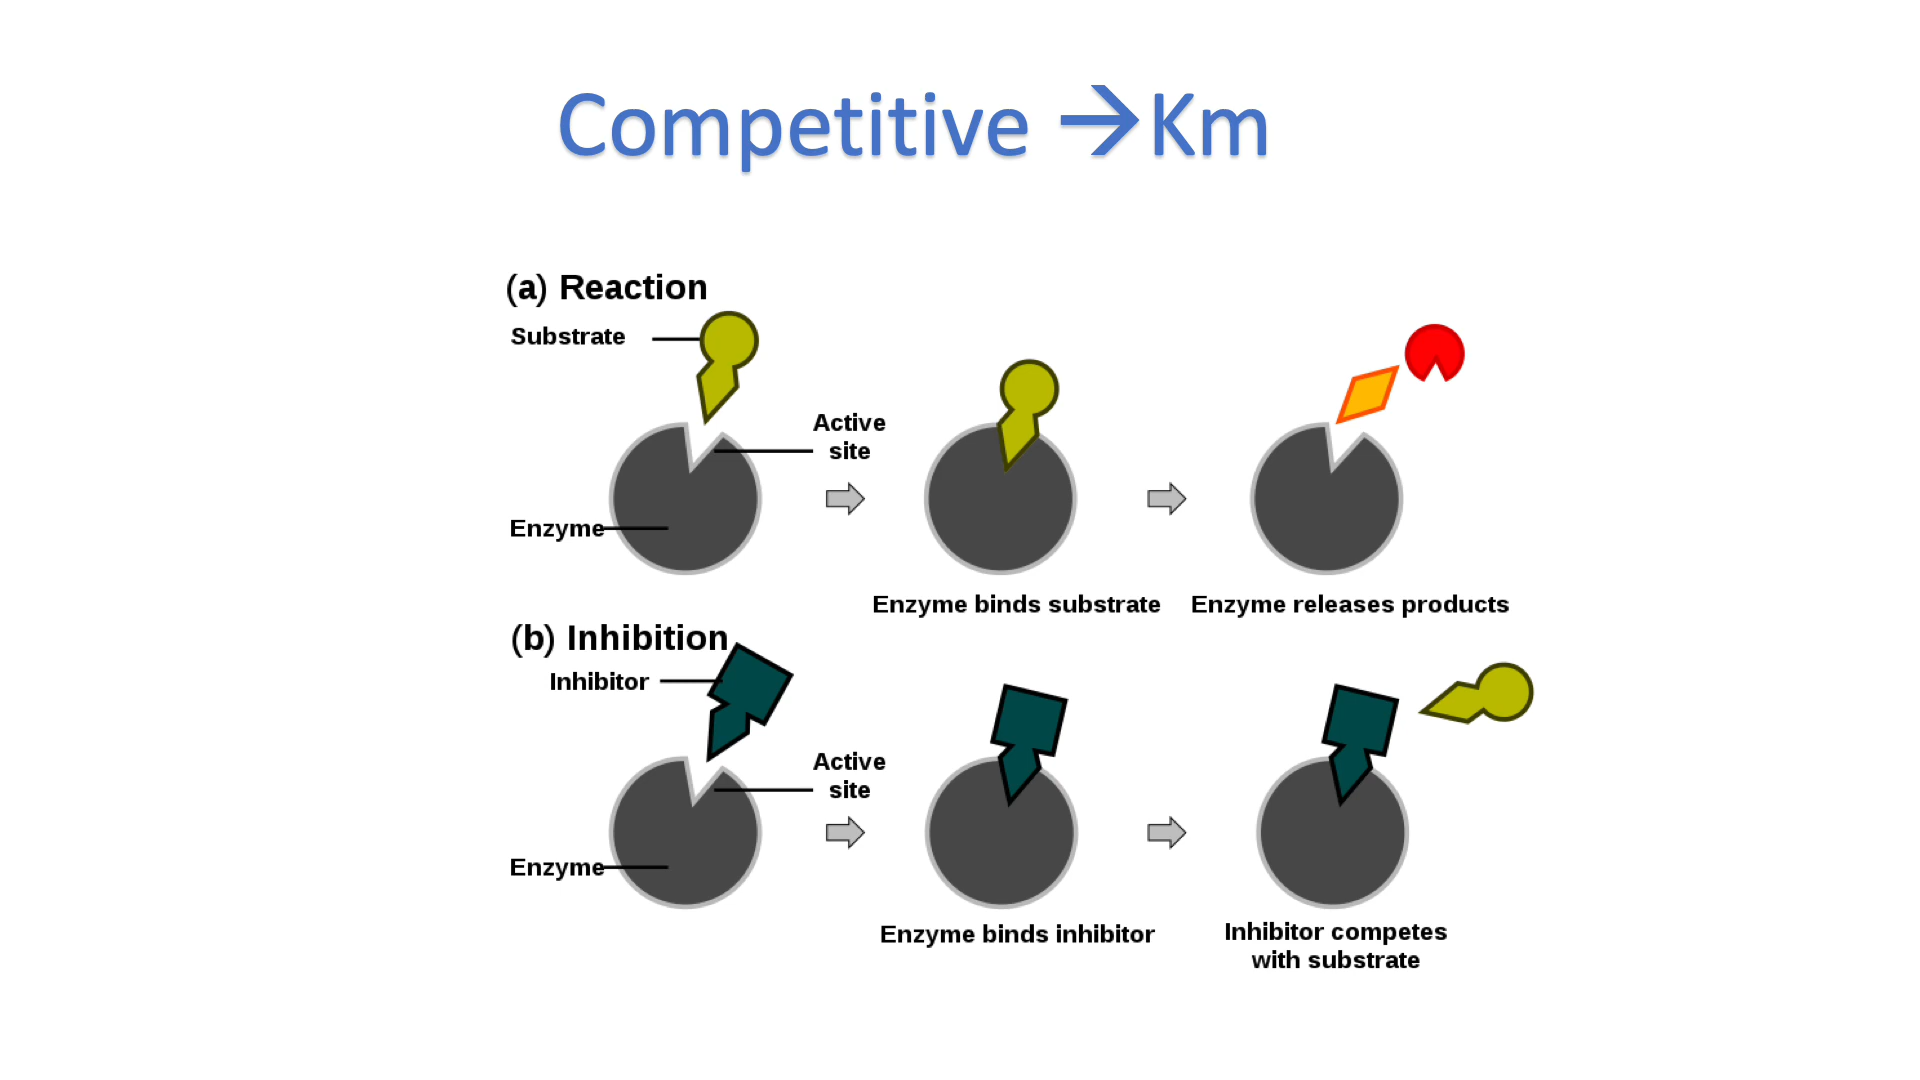 Competitive →Km
(a) Reaction
Substrate
Active
site
Enzyme
Enzyme binds substrate
Enzyme releases products
(b) Inhibition
Inhibitor
Active
site
Enzyme
Enzyme binds inhibitor
Inhibitor competes
with substrate